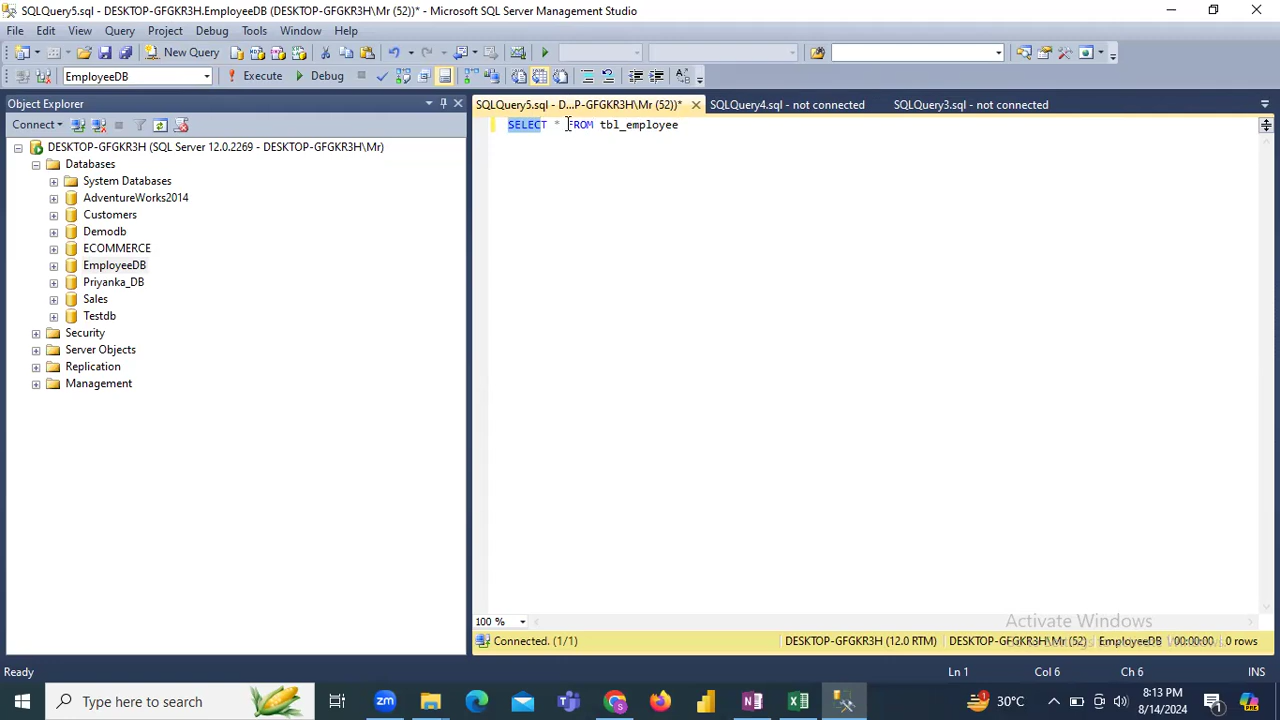 SQLQuery5.sql - DESKTOP-GFGKR3H.EmployeeDB (DESKTOP-GFGKR3H\Mr (52))* - Microsoft SQL Server Management Studio
File Edit View Query Project Debug Tools Window Help
New Query
EmployeeDB Execute Debug
Object Explorer
SQLQuery5.sql - D...P-GFGKR3H\Mr (52))* SQLQuery4.sql - not connected SQLQuery3.sql - not connected
Connect
SELECT * FROM tbl_employee
DESKTOP-GFGKR3H (SQL Server 12.0.2269 - DESKTOP-GFGKR3H\Mr)
Databases
System Databases
AdventureWorks2014
Customers
Demodb
ECOMMERCE
EmployeeDB
Priyanka_DB
Sales
Testdb
Security
Server Objects
Replication
Management
100 %
Activate Windows
Connected. (1/1) DESKTOP-GFGKR3H (12.0 RTM) DESKTOP-GFGKR3H\Mr (52) EmployeeDB 00:00:00 0 rows
Ready Ln 1 Col 6 Ch 6 INS
Type here to search 30°C 8:13 PM
8/14/2024